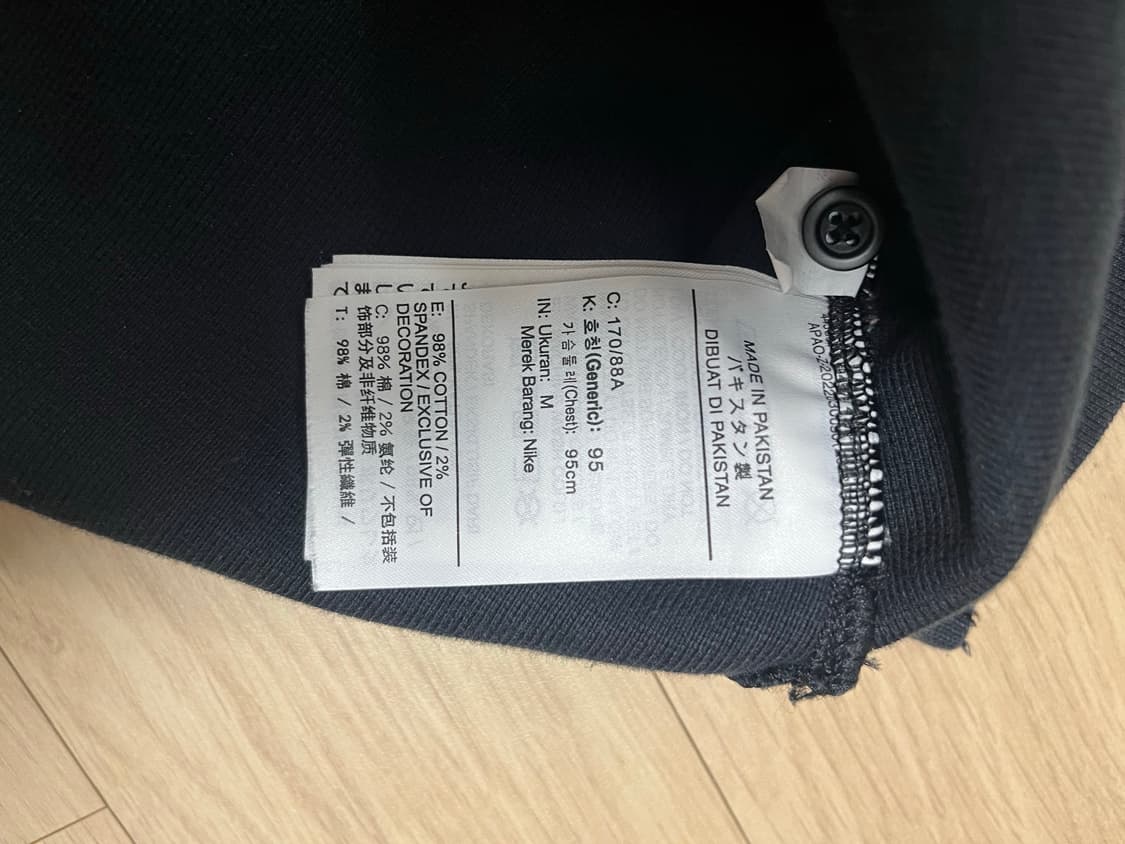 MADE IN PAKISTAN
パキスタン製
DIBUAT DI PAKISTAN
C: 170/88A
K: 호칭(Generic): 95
가슴둘레(Chest): 95cm
IN: Ukuran: M
Merek Barang: Nike
E: 98% COTTON / 2%
SPANDEX / EXCLUSIVE OF
DECORATION
C: 98% 棉 / 2% 氨纶 / 不包括装
饰部分及非纤维物质
T: 98% 棉 / 2% 彈性纖維 /